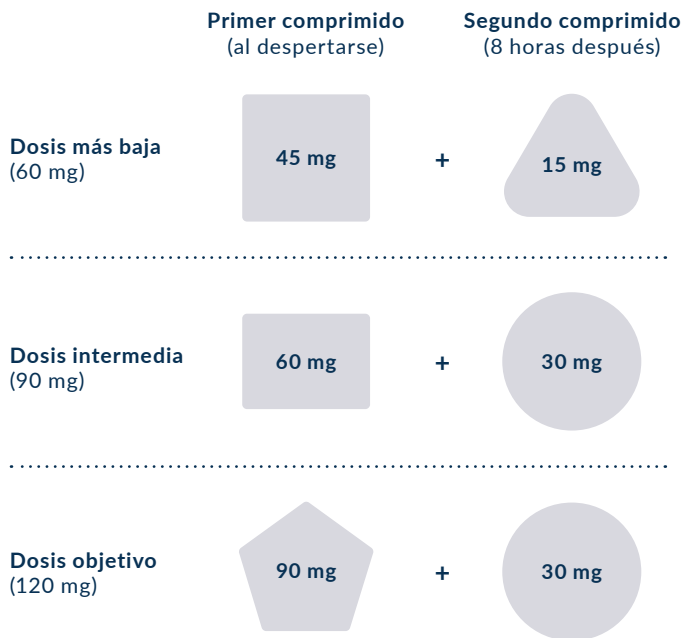 Primer comprimido
(al despertarse)
Segundo comprimido
(8 horas después)
Dosis más baja
(60 mg)
45 mg
+
15 mg
Dosis intermedia
(90 mg)
60 mg
+
30 mg
Dosis objetivo
(120 mg)
90 mg
+
30 mg